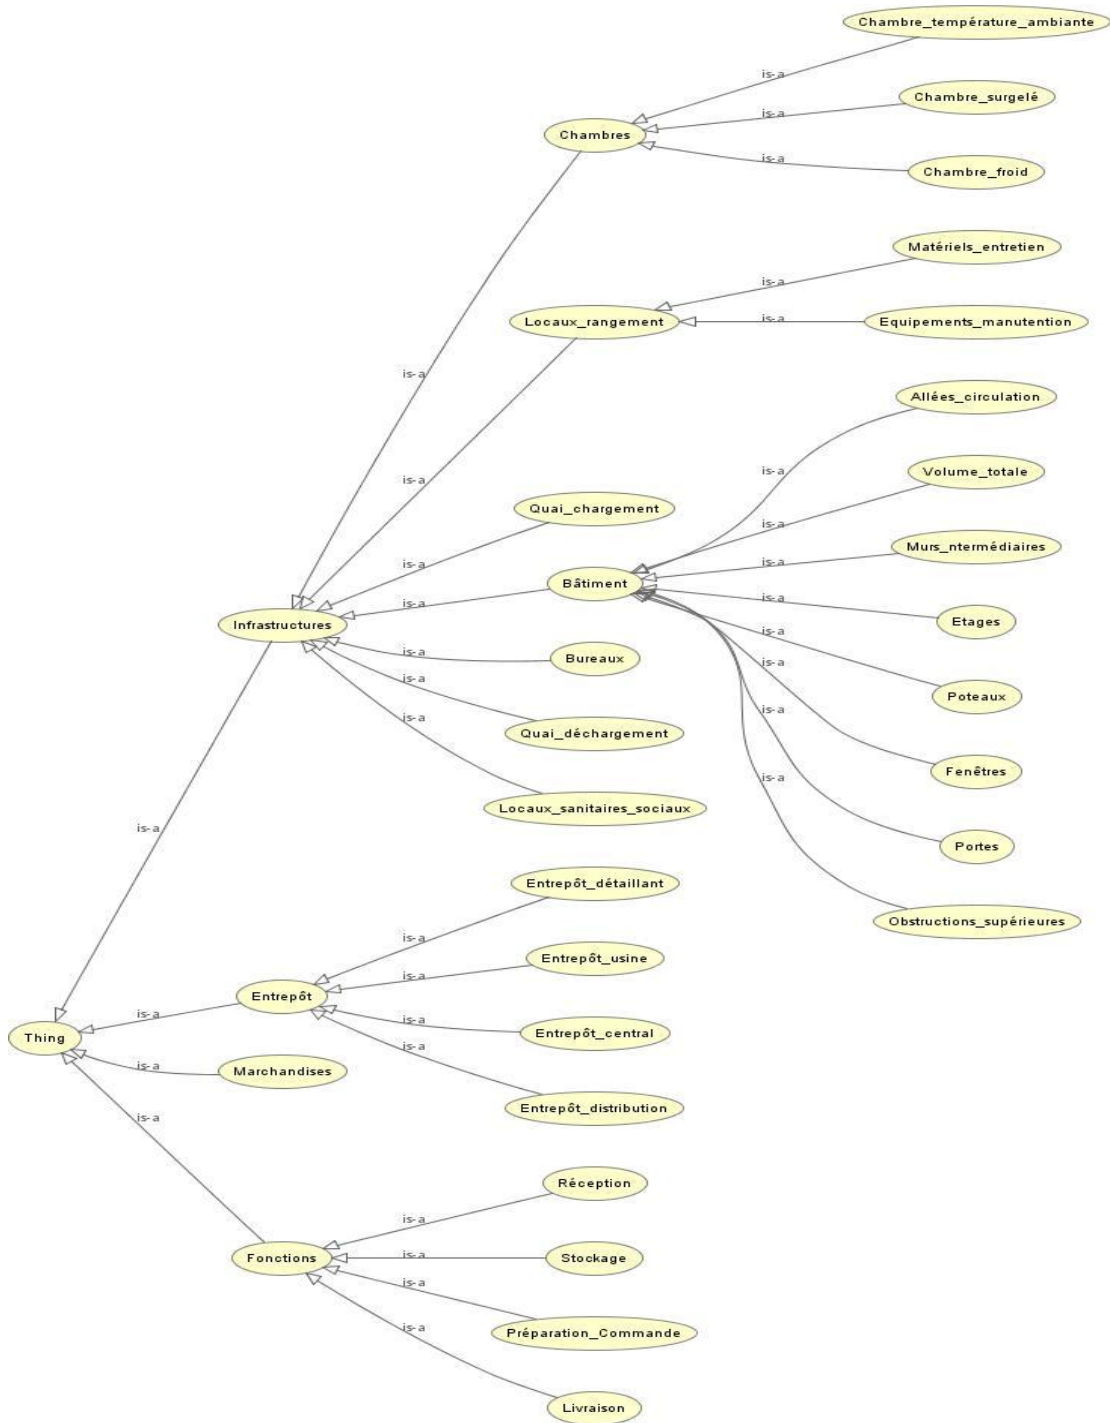 Chambre_température_ambiante
is-a
Chambre_surgelé
is-a
Chambres
is-a
Chambre_froid
Matériels_entretien
is-a
Locaux_rangement
is-a
Equipements_manutention
is-a
Allées_circulation
is-a
Volume_totale
is-a
Quai_chargement
is-a
Murs_ntermédiaires
is-a
is-a
Bâtiment
is-a
is-a
Etages
Infrastructures
is-a
is-a
Bureaux
is-a
Poteaux
is-a
is-a
Quai_déchargement
Fenêtres
is-a
Locaux_sanitaires_sociaux
is-a
Portes
Entrepôt_détaillant
Obstructions_supérieures
is-a
Entrepôt_usine
is-a
Entrepôt
is-a
is-a
Entrepôt_central
Thing
is-a
is-a
Marchandises
Entrepôt_distribution
is-a
Réception
is-a
Fonctions
is-a
Stockage
is-a
Préparation_Commande
is-a
Livraison